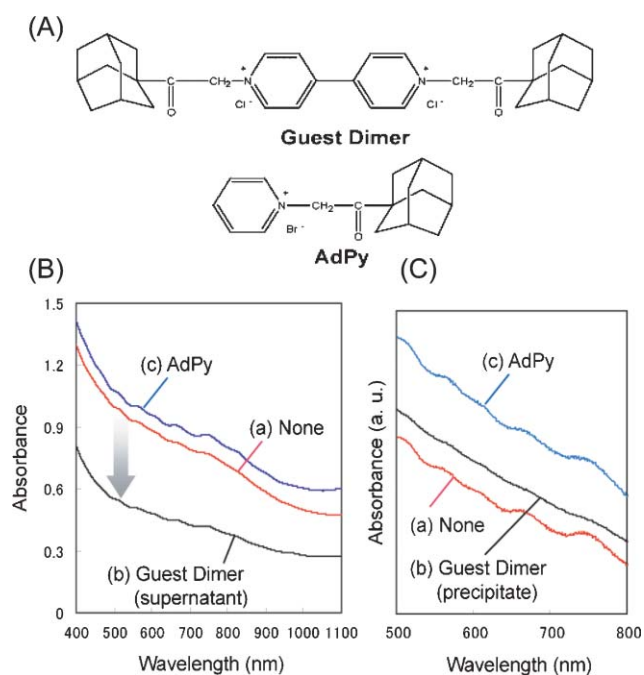 (A)
C
O
CH₂
N
+
Cl -
+
N
Cl -
CH₂
C
O
Guest Dimer
+
N
CH₂
C
O
Br -
AdPy
(B)
1.5
1.2
0.9
0.6
0.3
0
Absorbance
(c) AdPy
(a) None
(b) Guest Dimer
(supernatant)
400 500 600 700 800 900 1000 1100
Wavelength (nm)
(C)
Absorbance (a. u.)
(c) AdPy
(a) None
(b) Guest Dimer
(precipitate)
500 600 700 800
Wavelength (nm)